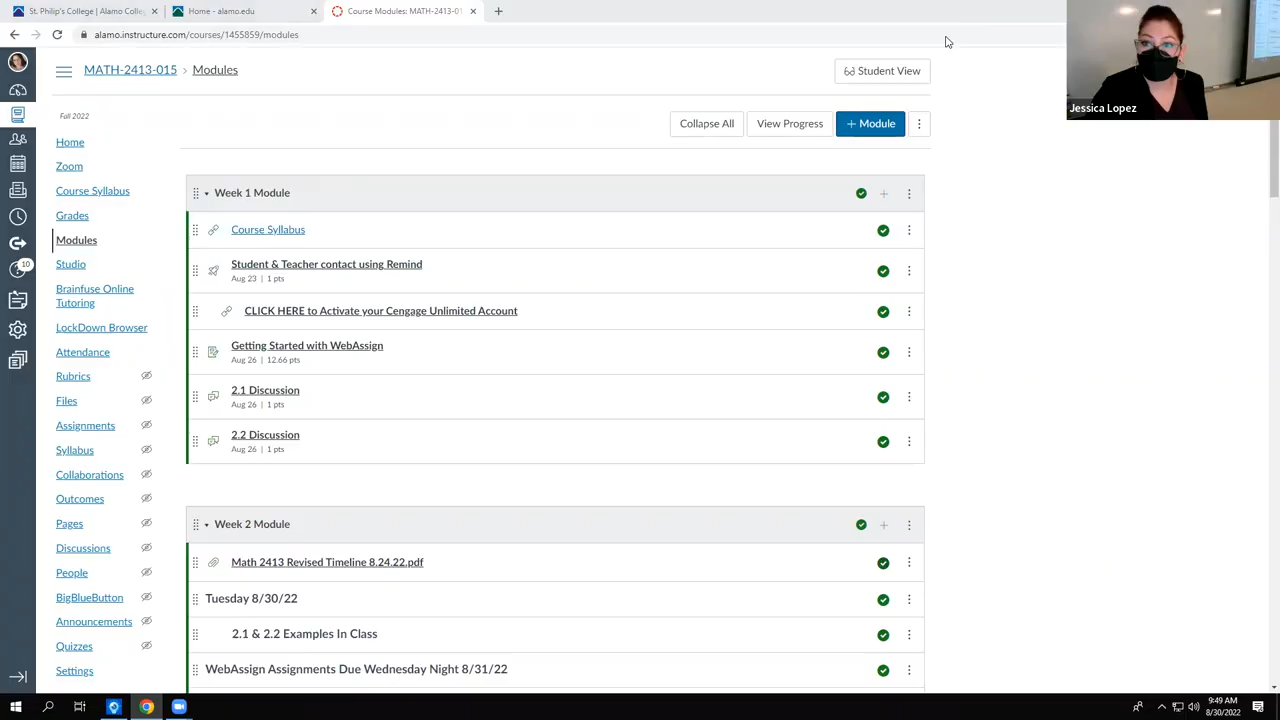 St. Philip's College | Alamo Colle
Home - alamo.edu
Course Modules: MATH-2413-01
alamo.instructure.com/courses/1455859/modules
Jessica Lopez
MATH-2413-015 > Modules
Student View
Fall 2022
Collapse All
View Progress
+ Module
Home
Zoom
Course Syllabus
Grades
Modules
Studio
10
Brainfuse Online
Tutoring
LockDown Browser
Attendance
Rubrics
Files
Assignments
Syllabus
Collaborations
Outcomes
Pages
Discussions
People
BigBlueButton
Announcements
Quizzes
Settings
Week 1 Module
Course Syllabus
Student & Teacher contact using Remind
Aug 23 | 1 pts
CLICK HERE to Activate your Cengage Unlimited Account
Getting Started with WebAssign
Aug 26 | 12.66 pts
2.1 Discussion
Aug 26 | 1 pts
2.2 Discussion
Aug 26 | 1 pts
Week 2 Module
Math 2413 Revised Timeline 8.24.22.pdf
Tuesday 8/30/22
2.1 & 2.2 Examples In Class
WebAssign Assignments Due Wednesday Night 8/31/22
9:49 AM
8/30/2022